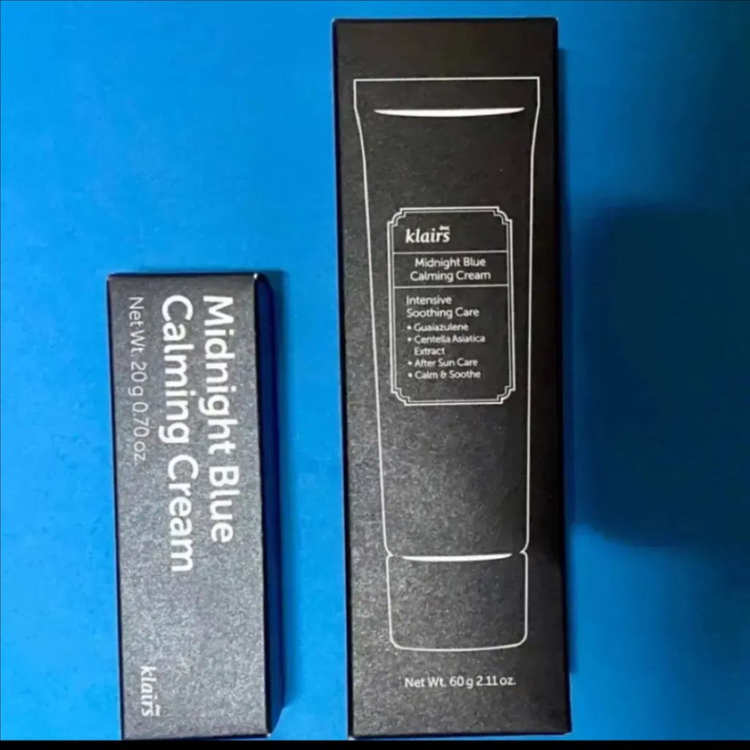 Midnight Blue
Calming Cream
Net Wt. 20 g 0.70 oz.
klairs
klairs
Midnight Blue
Calming Cream
Intensive
Soothing Care
• Guaiazulene
• Centella Asiatica
Extract
• After Sun Care
• Calm & Soothe
Net Wt. 60 g 2.11 oz.